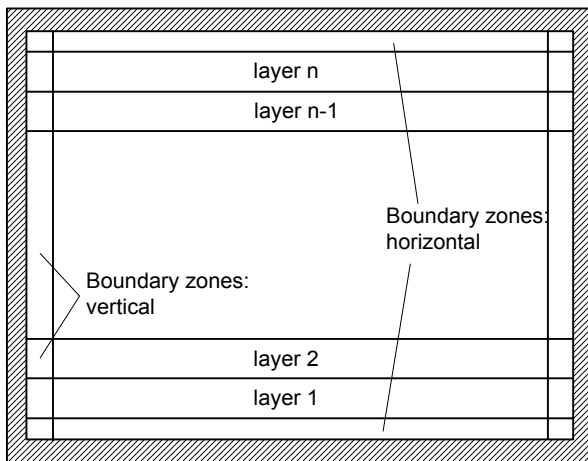 layer n
layer n-1
Boundary zones:
horizontal
Boundary zones:
vertical
layer 2
layer 1